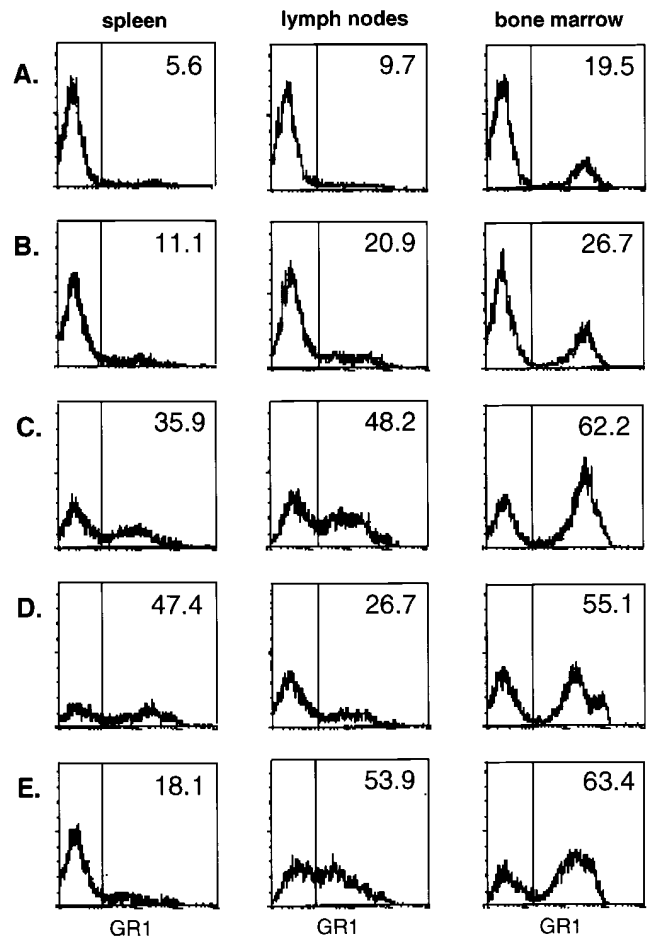 spleen lymph nodes bone marrow
A. 5.6 9.7 19.5
B. 11.1 20.9 26.7
C. 35.9 48.2 62.2
D. 47.4 26.7 55.1
E. 18.1 53.9 63.4
GR1 GR1 GR1